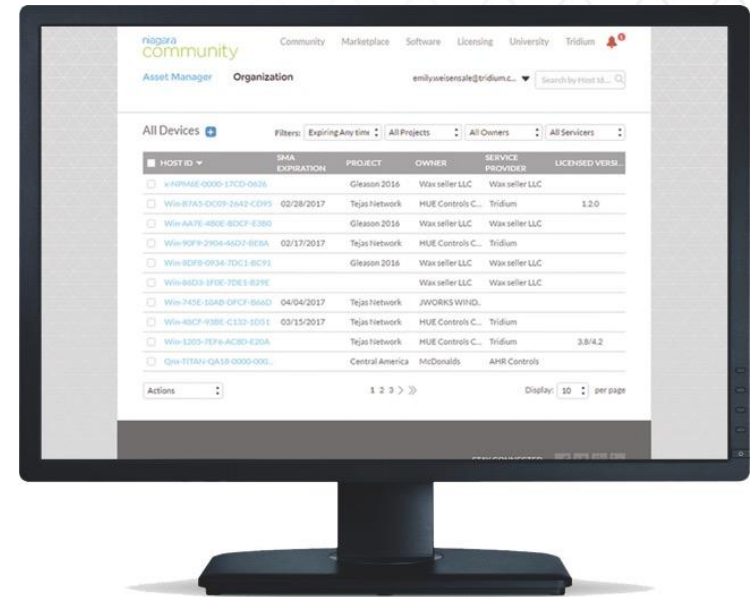 niagara
community
Community Marketplace Software Licensing University Tridium
Asset Manager Organization emilyweisensale@tridium.c... Search by Host Id...
All Devices Filters: Expiring Any time All Projects All Owners All Servicers
HOST ID SMA EXPIRATION PROJECT OWNER SERVICE PROVIDER LICENSED VERSI...
Gleason 2016 Wax seller LLC Wax seller LLC
02/28/2017 Tejas Network HUE Controls C... Tridium 1.2.0
Gleason 2016 Wax seller LLC Wax seller LLC
02/17/2017 Tejas Network HUE Controls C... Tridium
Gleason 2016 Wax seller LLC Wax seller LLC
Wax seller LLC Wax seller LLC
04/04/2017 Tejas Network JWORKS WIND..
03/15/2017 Tejas Network HUE Controls C... Tridium
Tejas Network HUE Controls C... Tridium 3.8/4.2
Central America McDonalds AHR Controls
Actions 1 2 3 Display: 10 per page